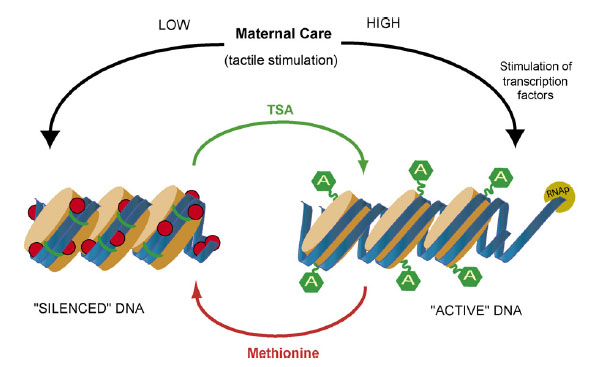 LOW
Maternal Care
(tactile stimulation)
HIGH
Stimulation of
transcription
factors
TSA
A
A
A
RNAp
A
A
A
"SILENCED" DNA
"ACTIVE" DNA
Methionine